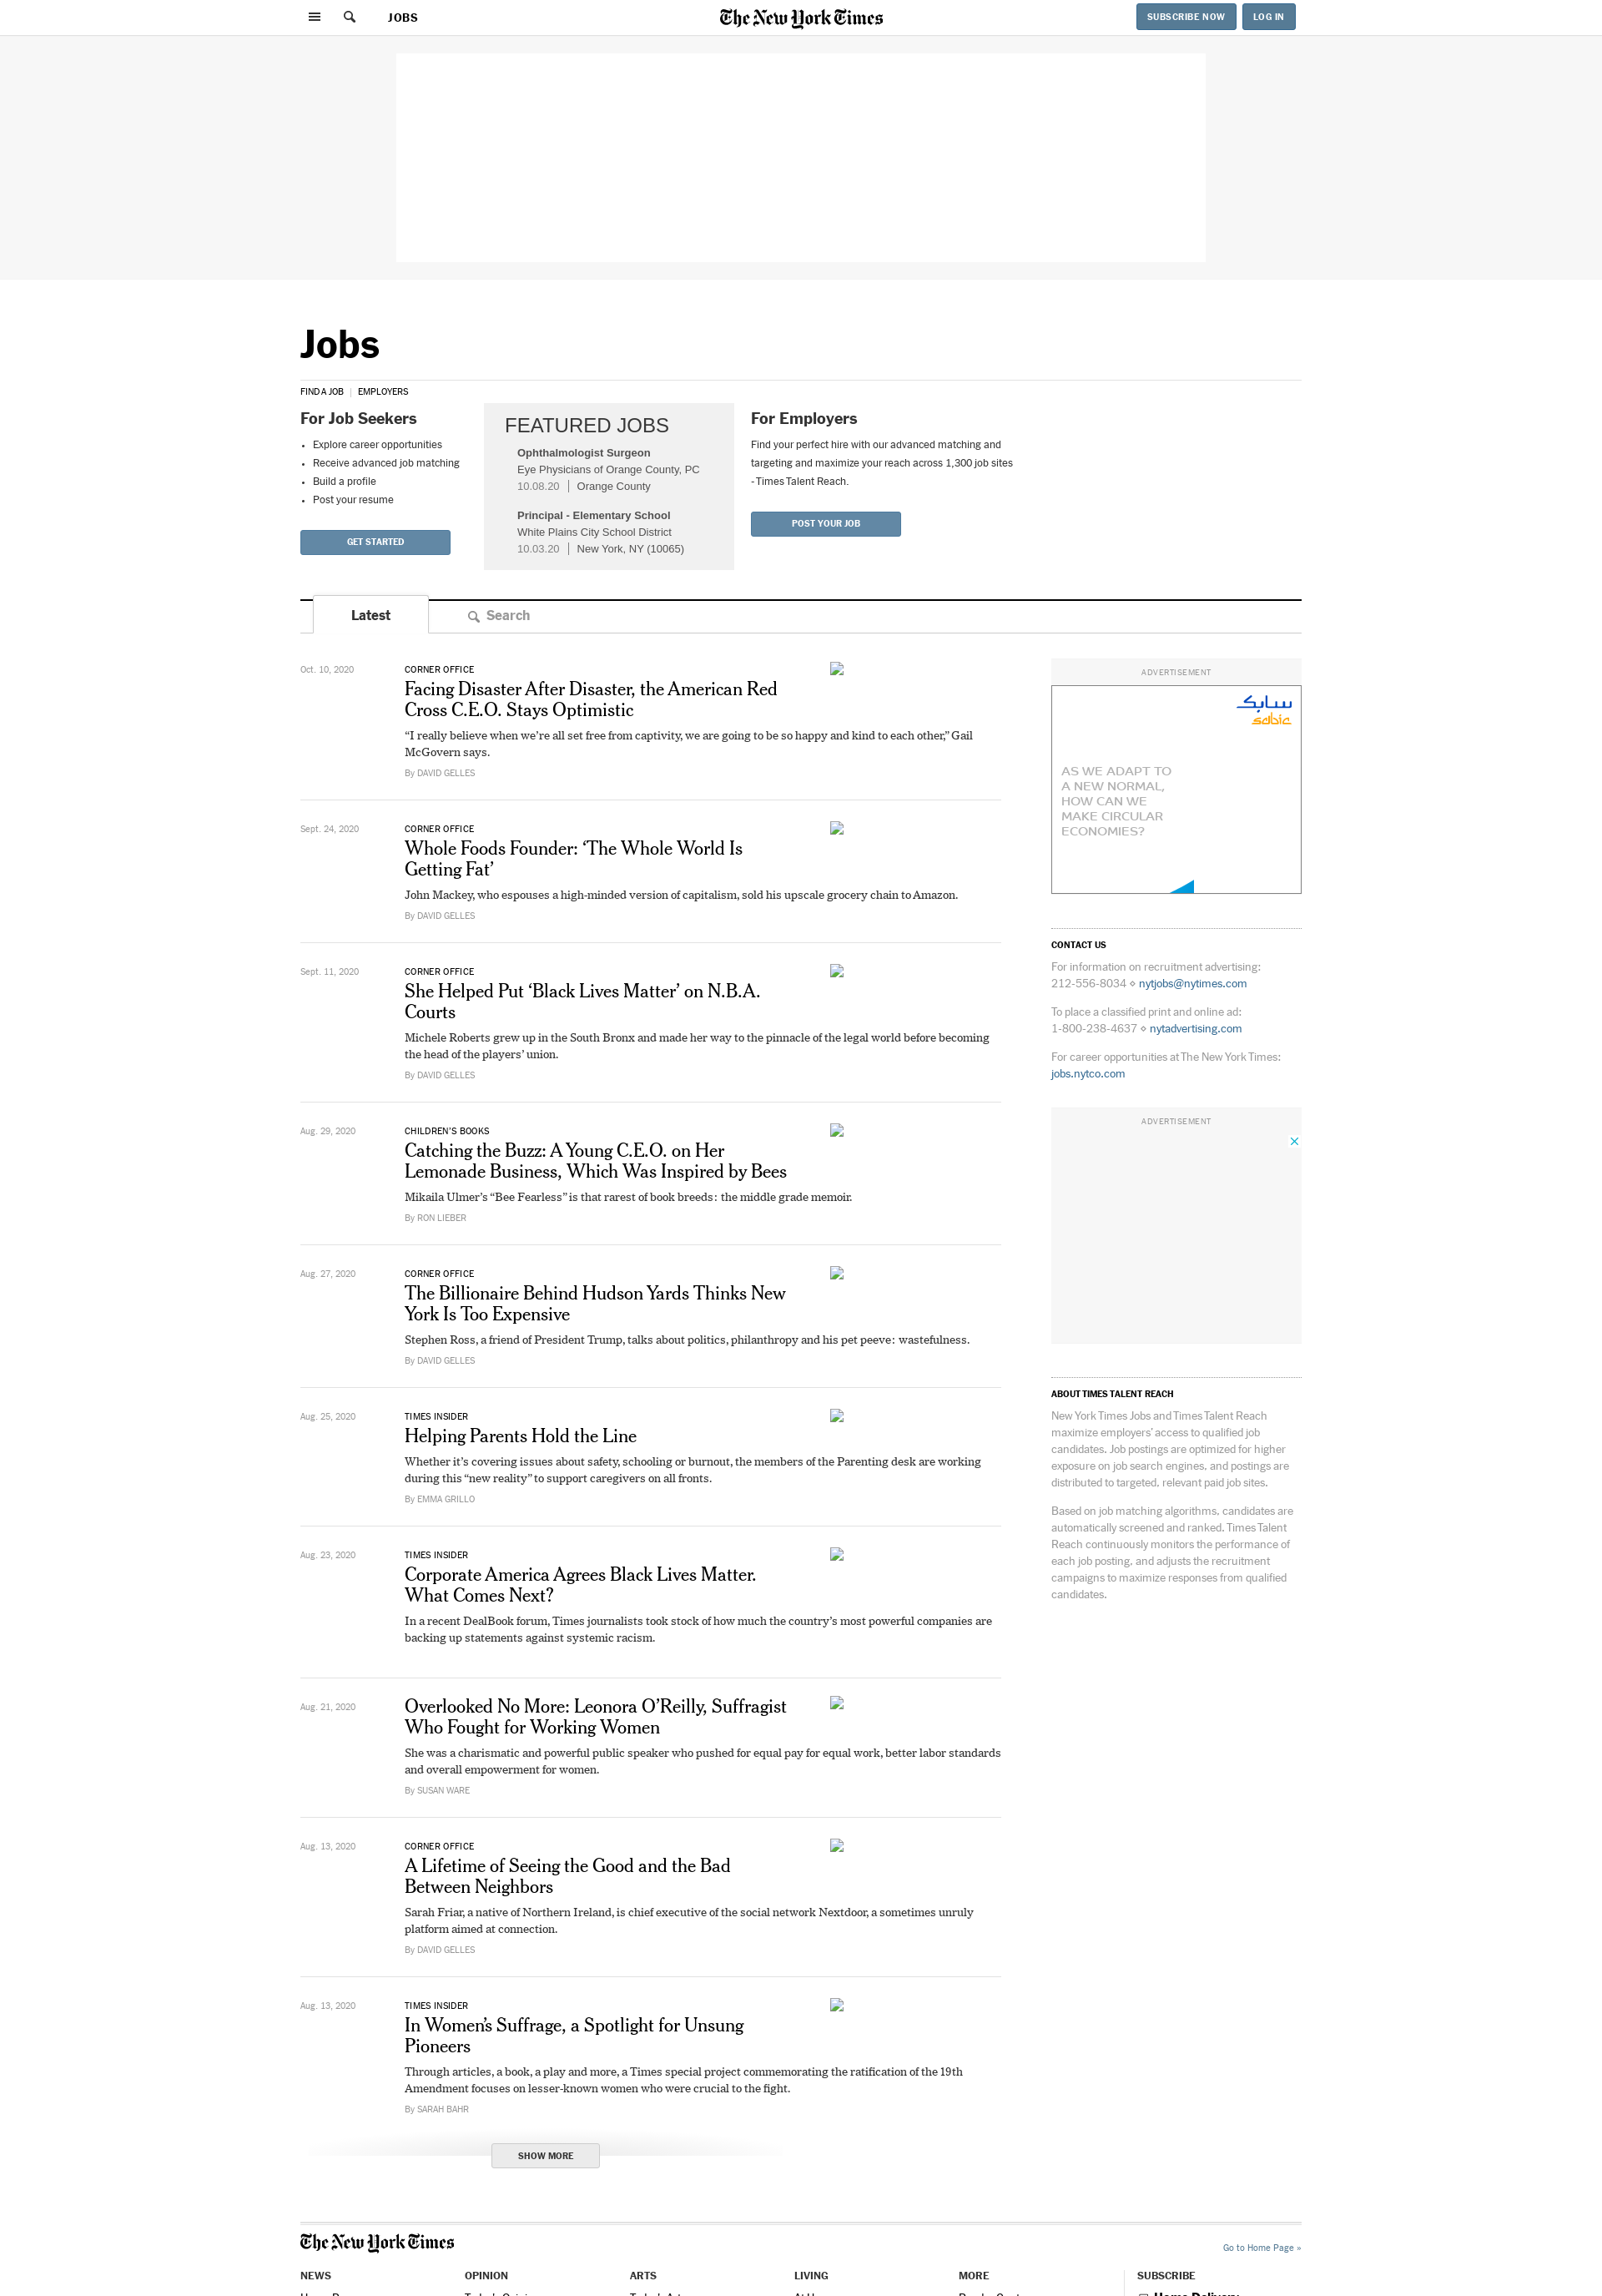 JOBS
The New York Times
SUBSCRIBE NOW
LOG IN
Jobs
FIND A JOB | EMPLOYERS
For Job Seekers
• Explore career opportunities
• Receive advanced job matching
• Build a profile
• Post your resume
GET STARTED
FEATURED JOBS
Ophthalmologist Surgeon
Eye Physicians of Orange County, PC
10.08.20 | Orange County
Principal - Elementary School
White Plains City School District
10.03.20 | New York, NY (10065)
For Employers
Find your perfect hire with our advanced matching and
targeting and maximize your reach across 1,300 job sites
- Times Talent Reach.
POST YOUR JOB
Latest
Search
Oct. 10, 2020
CORNER OFFICE
Facing Disaster After Disaster, the American Red
Cross C.E.O. Stays Optimistic
“I really believe when we’re all set free from captivity, we are going to be so happy and kind to each other,” Gail
McGovern says.
By DAVID GELLES
Sept. 24, 2020
CORNER OFFICE
Whole Foods Founder: ‘The Whole World Is
Getting Fat’
John Mackey, who espouses a high-minded version of capitalism, sold his upscale grocery chain to Amazon.
By DAVID GELLES
Sept. 11, 2020
CORNER OFFICE
She Helped Put ‘Black Lives Matter’ on N.B.A.
Courts
Michele Roberts grew up in the South Bronx and made her way to the pinnacle of the legal world before becoming
the head of the players’ union.
By DAVID GELLES
Aug. 29, 2020
CHILDREN’S BOOKS
Catching the Buzz: A Young C.E.O. on Her
Lemonade Business, Which Was Inspired by Bees
Mikaila Ulmer’s “Bee Fearless” is that rarest of book breeds: the middle grade memoir.
By RON LIEBER
Aug. 27, 2020
CORNER OFFICE
The Billionaire Behind Hudson Yards Thinks New
York Is Too Expensive
Stephen Ross, a friend of President Trump, talks about politics, philanthropy and his pet peeve: wastefulness.
By DAVID GELLES
Aug. 25, 2020
TIMES INSIDER
Helping Parents Hold the Line
Whether it’s covering issues about safety, schooling or burnout, the members of the Parenting desk are working
during this “new reality” to support caregivers on all fronts.
By EMMA GRILLO
Aug. 23, 2020
TIMES INSIDER
Corporate America Agrees Black Lives Matter.
What Comes Next?
In a recent DealBook forum, Times journalists took stock of how much the country’s most powerful companies are
backing up statements against systemic racism.
Aug. 21, 2020
Overlooked No More: Leonora O’Reilly, Suffragist
Who Fought for Working Women
She was a charismatic and powerful public speaker who pushed for equal pay for equal work, better labor standards
and overall empowerment for women.
By SUSAN WARE
Aug. 13, 2020
CORNER OFFICE
A Lifetime of Seeing the Good and the Bad
Between Neighbors
Sarah Friar, a native of Northern Ireland, is chief executive of the social network Nextdoor, a sometimes unruly
platform aimed at connection.
By DAVID GELLES
Aug. 13, 2020
TIMES INSIDER
In Women’s Suffrage, a Spotlight for Unsung
Pioneers
Through articles, a book, a play and more, a Times special project commemorating the ratification of the 19th
Amendment focuses on lesser-known women who were crucial to the fight.
By SARAH BAHR
SHOW MORE
ADVERTISEMENT
سابك
sabic
AS WE ADAPT TO
A NEW NORMAL,
HOW CAN WE
MAKE CIRCULAR
ECONOMIES?
CONTACT US
For information on recruitment advertising:
212-556-8034 ⋄ nytjobs@nytimes.com
To place a classified print and online ad:
1-800-238-4637 ⋄ nytadvertising.com
For career opportunities at The New York Times:
jobs.nytco.com
ADVERTISEMENT
ABOUT TIMES TALENT REACH
New York Times Jobs and Times Talent Reach
maximize employers’ access to qualified job
candidates. Job postings are optimized for higher
exposure on job search engines, and postings are
distributed to targeted, relevant paid job sites.
Based on job matching algorithms, candidates are
automatically screened and ranked. Times Talent
Reach continuously monitors the performance of
each job posting, and adjusts the recruitment
campaigns to maximize responses from qualified
candidates.
The New York Times
Go to Home Page »
NEWS
OPINION
ARTS
LIVING
MORE
SUBSCRIBE